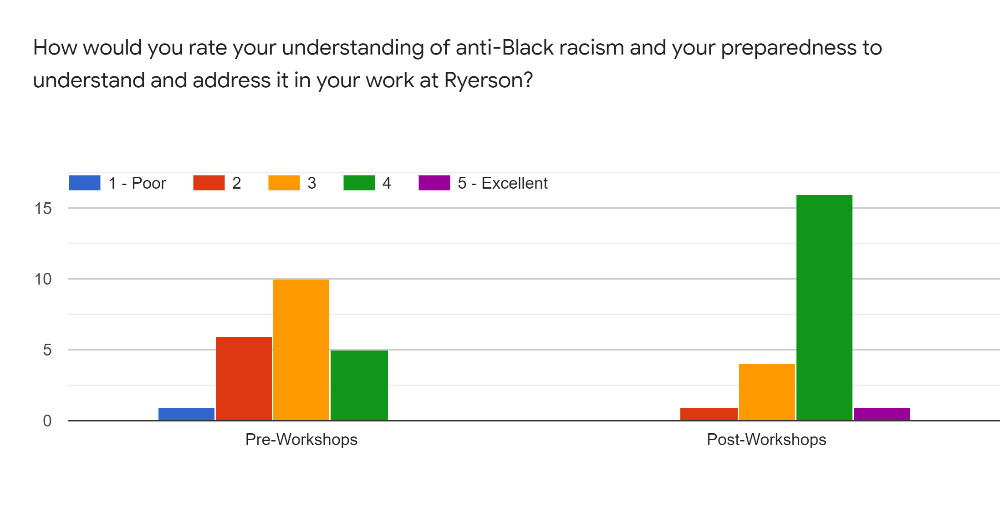 How would you rate your understanding of anti-Black racism and your preparedness to
understand and address it in your work at Ryerson?
1 - Poor 2 3 4 5 - Excellent
15
10
5
0
Pre-Workshops Post-Workshops